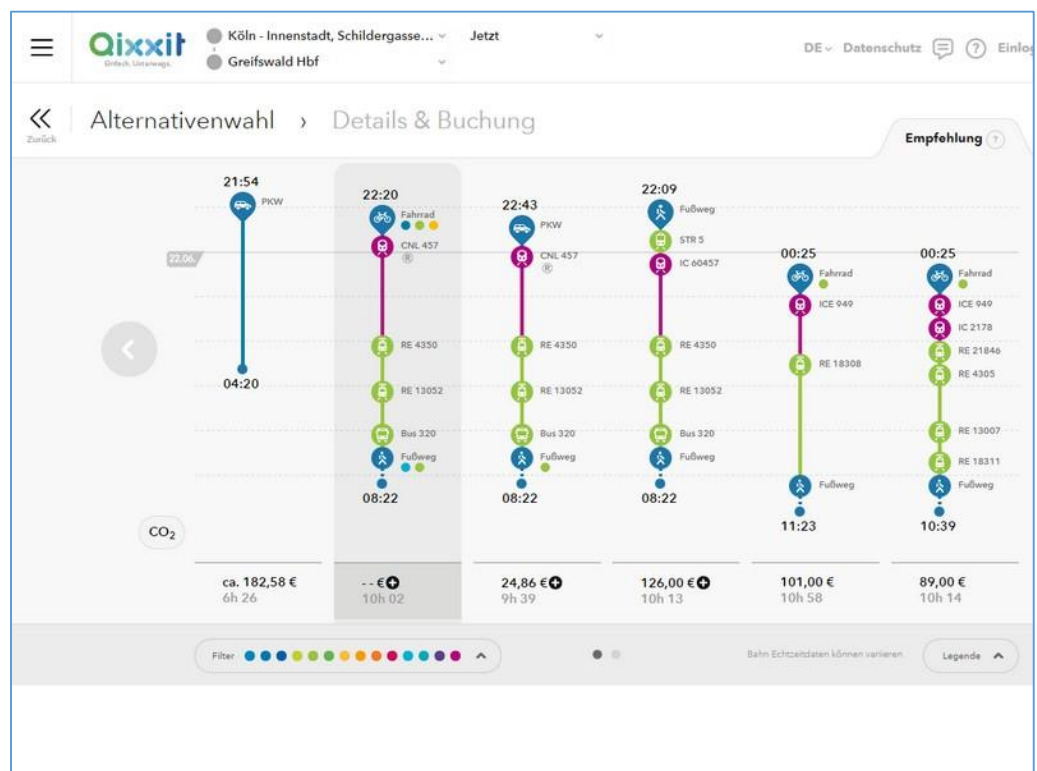 Qixxit
Einfach. Unterwegs.
Köln - Innenstadt, Schildergasse...
Greifswald Hbf
Jetzt
DE
Datenschutz
?
Einlog
Zurück
Alternativenwahl › Details & Buchung
Empfehlung ?
22.06.
21:54
PKW
04:20
22:20
Fahrrad
CNL 457
®
RE 4350
RE 13052
Bus 320
Fußweg
08:22
22:43
PKW
CNL 457
®
RE 4350
RE 13052
Bus 320
Fußweg
08:22
22:09
Fußweg
STR 5
IC 60457
RE 4350
RE 13052
Bus 320
Fußweg
08:22
00:25
Fahrrad
ICE 949
RE 18308
Fußweg
11:23
00:25
Fahrrad
ICE 949
IC 2178
RE 21846
RE 4305
RE 13007
RE 18311
Fußweg
10:39
CO₂
ca. 182,58 €
6h 26
- - €
10h 02
24,86 €
9h 39
126,00 €
10h 13
101,00 €
10h 58
89,00 €
10h 14
Filter
Bahn Echtzeitdaten können variieren.
Legende